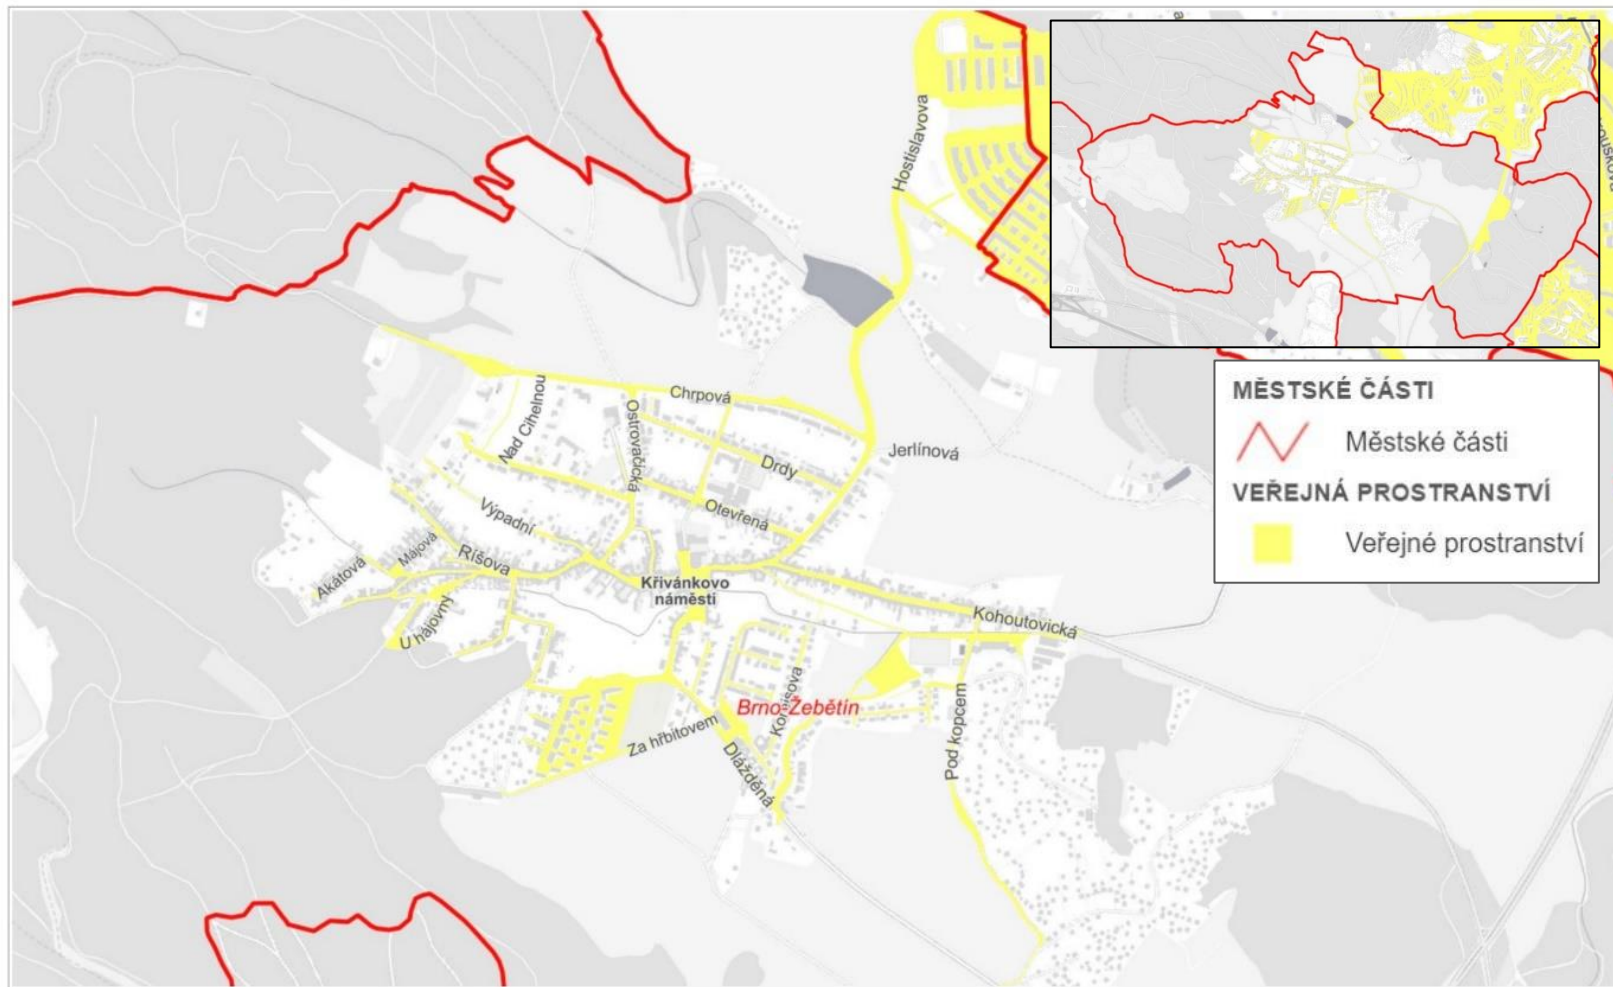 Hostislavova
MĚSTSKÉ ČÁSTI
Městské části
VEŘEJNÁ PROSTRANSTVÍ
Veřejné prostranství
Chrpová
Nad Cihelnou
Ostrovačická
Jerlínová
Drdy
Výpadní
Otevřená
Májová
Ríšova
Akátová
Křivánkovo
náměstí
U hájovny
Kohoutovická
Brno-Žebětín
Za hřbitovem
Dlážděná
Pod kopcem